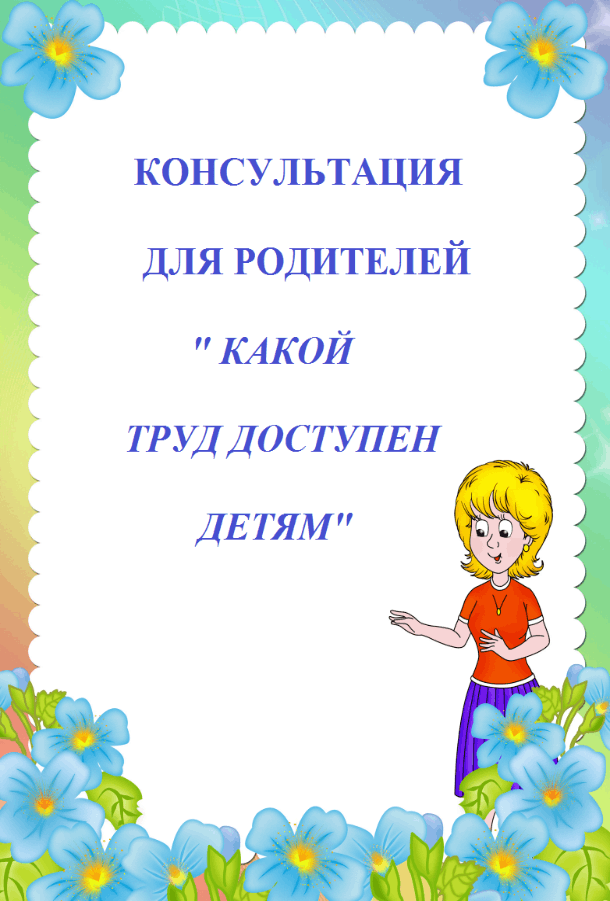 КОНСУЛЬТАЦИЯ
ДЛЯ РОДИТЕЛЕЙ
" КАКОЙ
ТРУД ДОСТУПЕН
ДЕТЯМ"